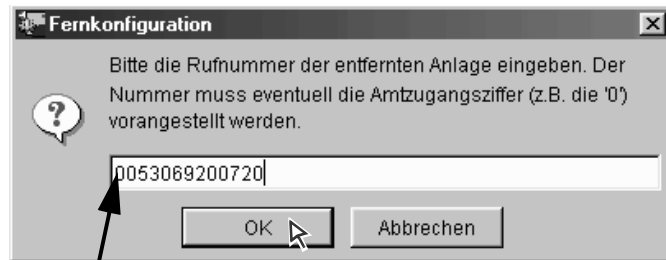 Fernkonfiguration
Bitte die Rufnummer der entfernten Anlage eingeben. Der
Nummer muss eventuell die Amtzugangsziffer (z.B. die '0')
vorangestellt werden.
0053069200720
OK Abbrechen